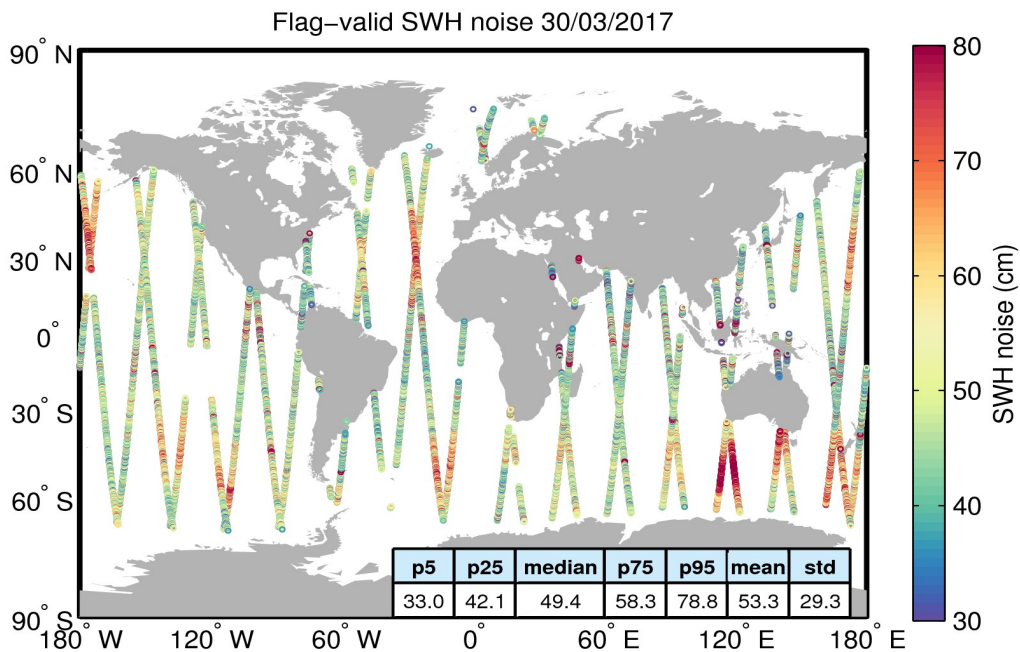 Flag−valid SWH noise 30/03/2017
90° N
60° N
30° N
0°
30° S
60° S
90° S
180° W
120° W
60° W
0°
60° E
120° E
180° E
80
70
60
50
40
30
SWH noise (cm)
p5 p25 median p75 p95 mean std
33.0 42.1 49.4 58.3 78.8 53.3 29.3